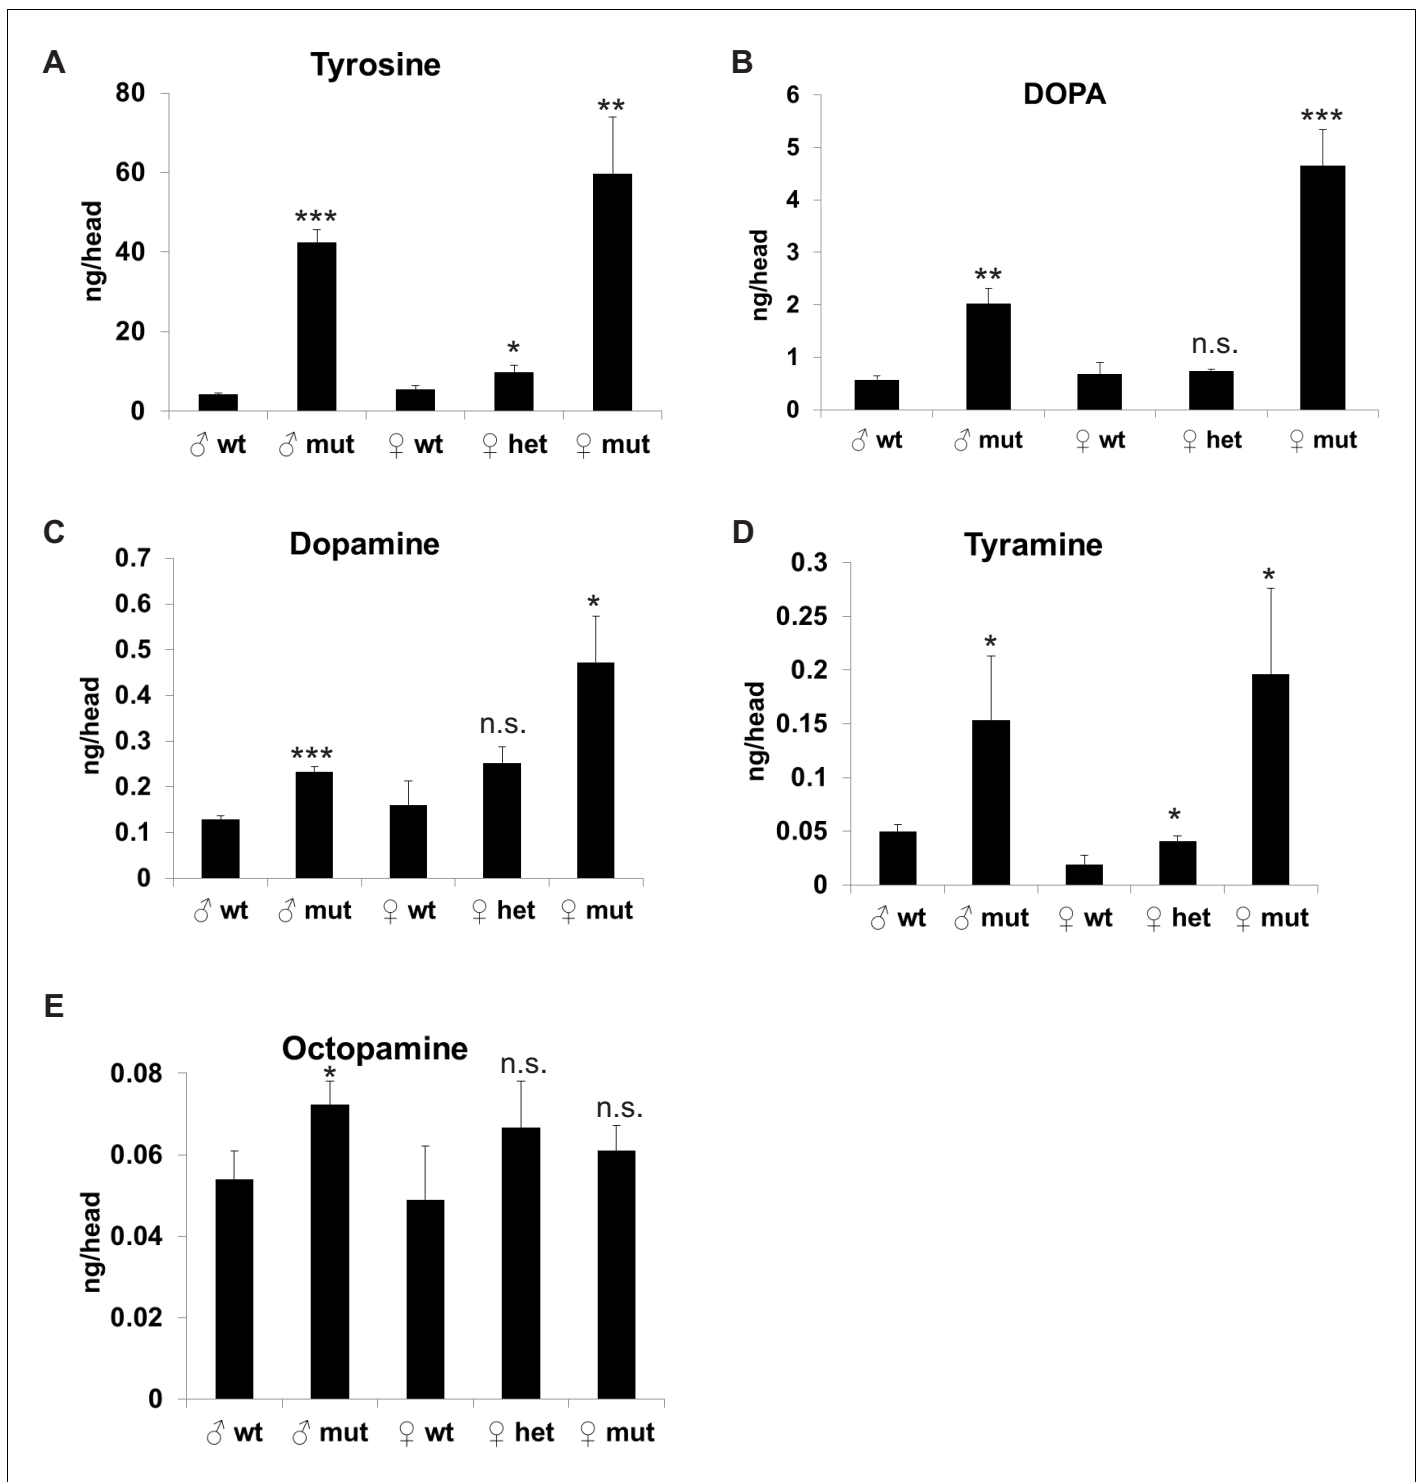 A
Tyrosine
80
60
40
20
0
ng/head
***
*
**
♂ wt
♂ mut
♀ wt
♀ het
♀ mut
B
DOPA
6
5
4
3
2
1
0
ng/head
**
n.s.
***
♂ wt
♂ mut
♀ wt
♀ het
♀ mut
C
Dopamine
0.7
0.6
0.5
0.4
0.3
0.2
0.1
0
ng/head
***
n.s.
*
♂ wt
♂ mut
♀ wt
♀ het
♀ mut
D
Tyramine
0.3
0.25
0.2
0.15
0.1
0.05
0
ng/head
*
*
*
♂ wt
♂ mut
♀ wt
♀ het
♀ mut
E
Octopamine
0.08
0.06
0.04
0.02
0
ng/head
*
n.s.
n.s.
♂ wt
♂ mut
♀ wt
♀ het
♀ mut